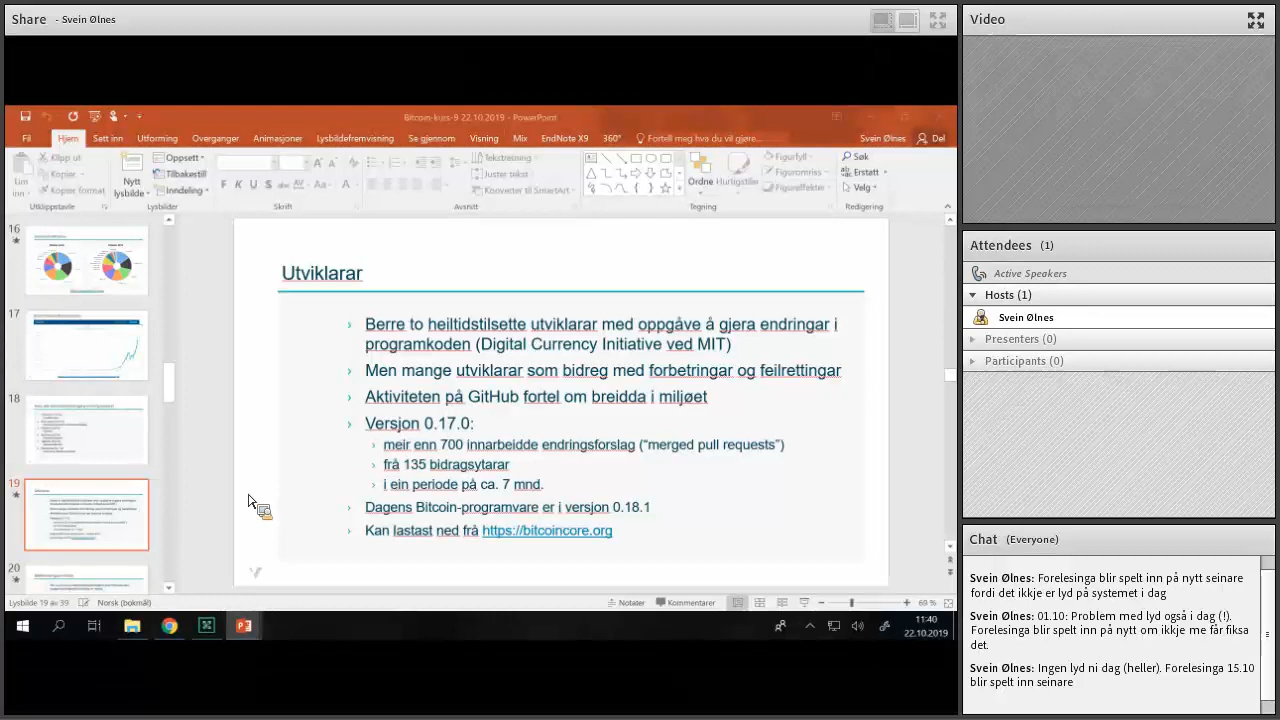 Share - Svein Ølnes
Bitcoin-kurs-9 22.10.2019 - PowerPoint
Fil Hjem Sett inn Utforming Overganger Animasjoner Lysbildefremvisning Se gjennom Visning Mix EndNote X9 360° Fortell meg hva du vil gjøre... Svein Ølnes Del
Lim inn
Klipp ut
Kopier
Kopier format
Utklippstavle
Nytt lysbilde
Oppsett
Tilbakestill
Inndeling
Lysbilder
F K U S abc AV Aa A
Skrift
Tekstretning
Juster tekst
Konverter til SmartArt
Avsnitt
Ordne Hurtigstiler
Figurfyll
Figuromriss
Figureffekter
Tegning
Søk
Erstatt
Velg
Redigering
16
17
18
19
20
Utviklarar
Berre to heiltidstilsette utviklarar med oppgåve å gjera endringar i
programkoden (Digital Currency Initiative ved MIT)
Men mange utviklarar som bidreg med forbetringar og feilrettingar
Aktiviteten på GitHub fortel om breidda i miljøet
Versjon 0.17.0:
meir enn 700 innarbeidde endringsforslag ("merged pull requests")
frå 135 bidragsytarar
i ein periode på ca. 7 mnd.
Dagens Bitcoin-programvare er i versjon 0.18.1
Kan lastast ned frå https://bitcoincore.org
Lysbilde 19 av 39 Norsk (bokmål) Notater Kommentarer 69 %
11:40
22.10.2019
Video
Attendees (1)
Active Speakers
Hosts (1)
Svein Ølnes
Presenters (0)
Participants (0)
Chat (Everyone)
Svein Ølnes: Forelesinga blir spelt inn på nytt seinare
fordi det ikkje er lyd på systemet i dag
Svein Ølnes: 01.10: Problem med lyd også i dag (!).
Forelesinga blir spelt inn på nytt om ikkje me får fiksa
det.
Svein Ølnes: Ingen lyd ni dag (heller). Forelesinga 15.10
blir spelt inn seinare